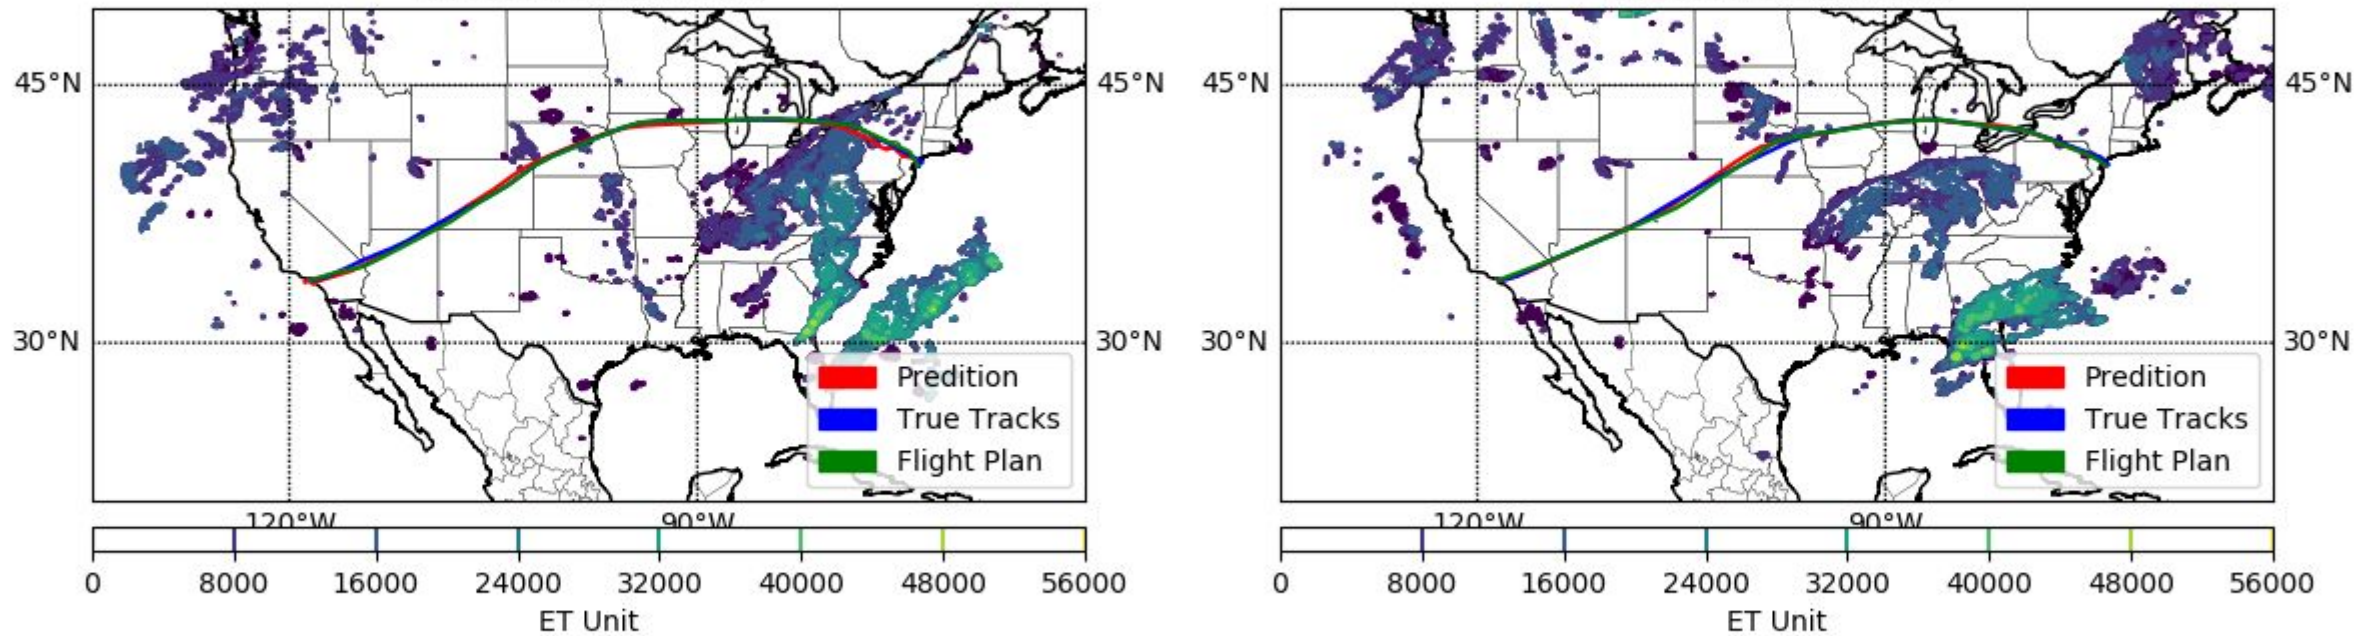 45°N
45°N
30°N
30°N
Predition
True Tracks
Flight Plan
120°W
90°W
0 8000 16000 24000 32000 40000 48000 56000
ET Unit
45°N
45°N
30°N
30°N
Predition
True Tracks
Flight Plan
120°W
90°W
0 8000 16000 24000 32000 40000 48000 56000
ET Unit